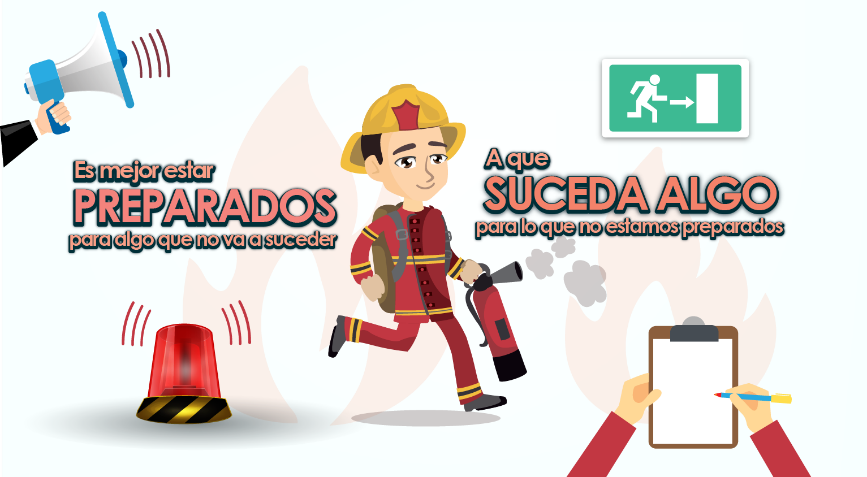 Es mejor estar
PREPARADOS
para algo que no va a suceder
A que
SUCEDA ALGO
para lo que no estamos preparados